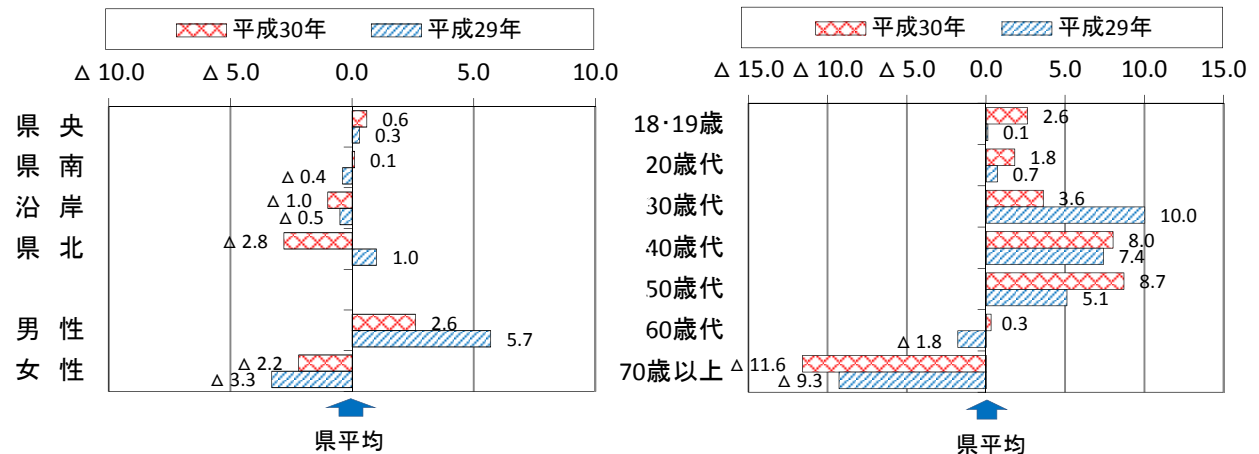 平成30年 平成29年
△ 10.0 △ 5.0 0.0 5.0 10.0
県 央 0.6
0.3
県 南 0.1
△ 0.4
沿 岸 △ 1.0
△ 0.5
県 北 △ 2.8
1.0
男 性 2.6
5.7
女 性 △ 2.2
△ 3.3
県平均
平成30年 平成29年
△ 15.0 △ 10.0 △ 5.0 0.0 5.0 10.0 15.0
18･19歳 2.6
0.1
20歳代 1.8
0.7
30歳代 3.6
10.0
40歳代 8.0
7.4
50歳代 8.7
5.1
60歳代 0.3
△ 1.8
70歳以上 △ 11.6
△ 9.3
県平均